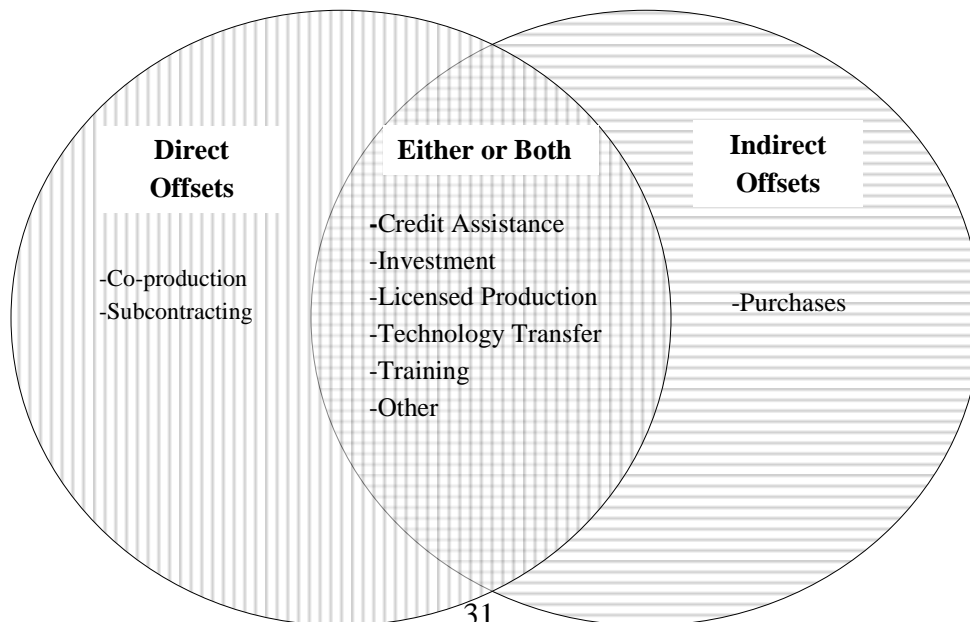 Direct
Offsets
-Co-production
-Subcontracting
Either or Both
-Credit Assistance
-Investment
-Licensed Production
-Technology Transfer
-Training
-Other
Indirect
Offsets
-Purchases
31